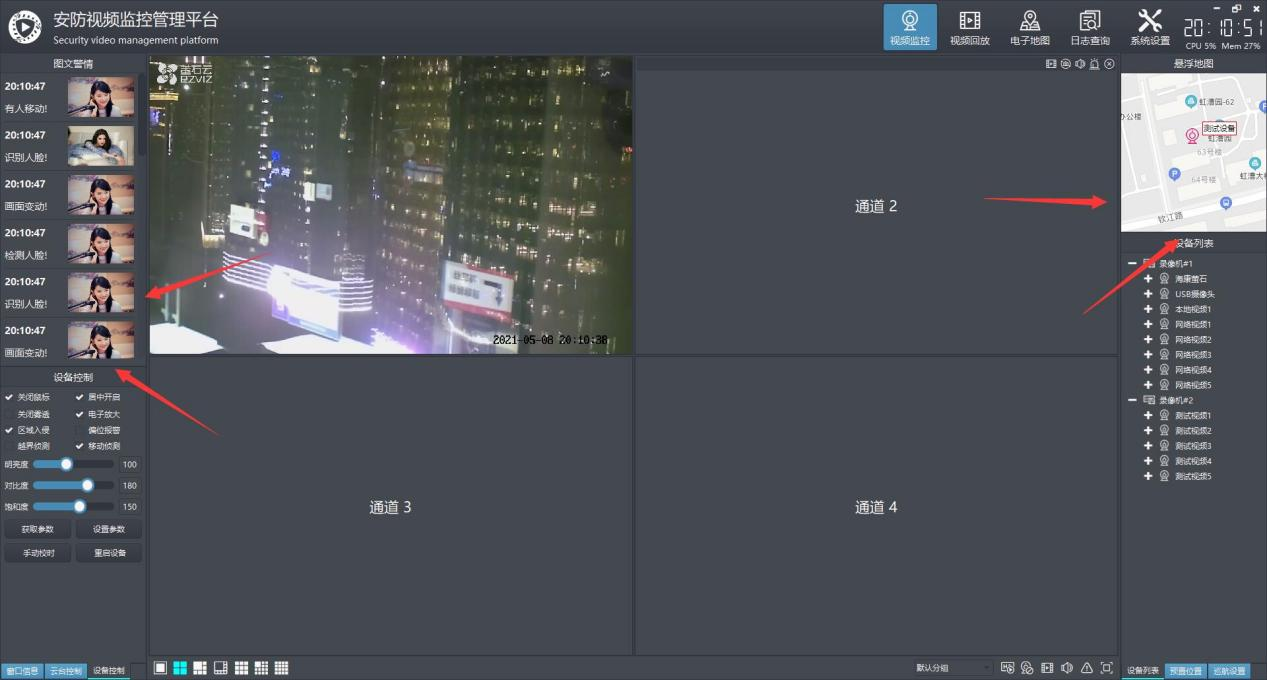 安防视频监控管理平台
Security video management platform
视频监控
视频回放
电子地图
日志查询
系统设置
20:10:51
CPU 5% Mem 27%
图文警情
20:10:47
有人移动!
20:10:47
识别人脸!
20:10:47
画面变动!
20:10:47
检测人脸!
20:10:47
识别人脸!
20:10:47
画面变动!
设备控制
关闭鼠标
居中开启
关闭雾透
电子放大
区域入侵
偏位报警
越界侦测
移动侦测
明亮度 100
对比度 180
饱和度 150
获取参数
设置参数
手动校时
重启设备
窗口信息
云台控制
设备控制
萤石云
EZVIZ
2021-05-08 20:10:38
通道 2
通道 3
通道 4
默认分组
悬浮地图
虹漕园-62
办公楼
测试设备
虹漕园
63号楼
P
P
64号楼
虹漕大
钦江路
设备列表
录像机#1
海康萤石
USB摄像头
本地视频1
网络视频1
网络视频2
网络视频3
网络视频4
网络视频5
录像机#2
测试视频1
测试视频2
测试视频3
测试视频4
测试视频5
设备列表
预置位置
巡航设置